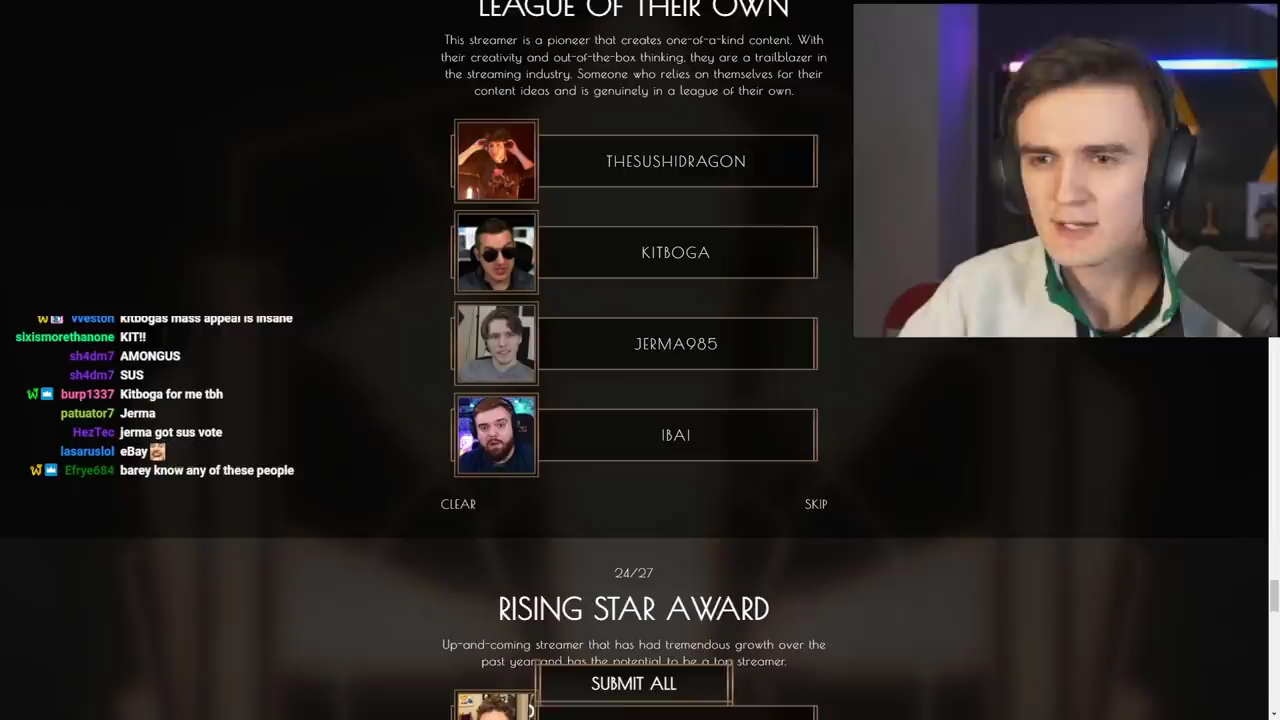 LEAGUE OF THEIR OWN
This streamer is a pioneer that creates one-of-a-kind content. With
their creativity and out-of-the-box thinking, they are a trailblazer in
the streaming industry. Someone who relies on themselves for their
content ideas and is genuinely in a league of their own.
THESUSHIDRAGON
KITBOGA
JERMA985
IBAI
CLEAR
SKIP
Weston kitbogas mass appeal is insane
sixismorethanone KIT!!
sh4dm7 AMONGUS
sh4dm7 SUS
burp1337 Kitboga for me tbh
patuator7 Jerma
HezTec jerma got sus vote
lasaruslol eBay
Efrye684 barey know any of these people
24/27
RISING STAR AWARD
Up-and-coming streamer that has had tremendous growth over the
past year and has the potential to be a top streamer.
SUBMIT ALL